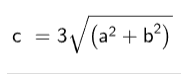 c = 3√(a² + b²)